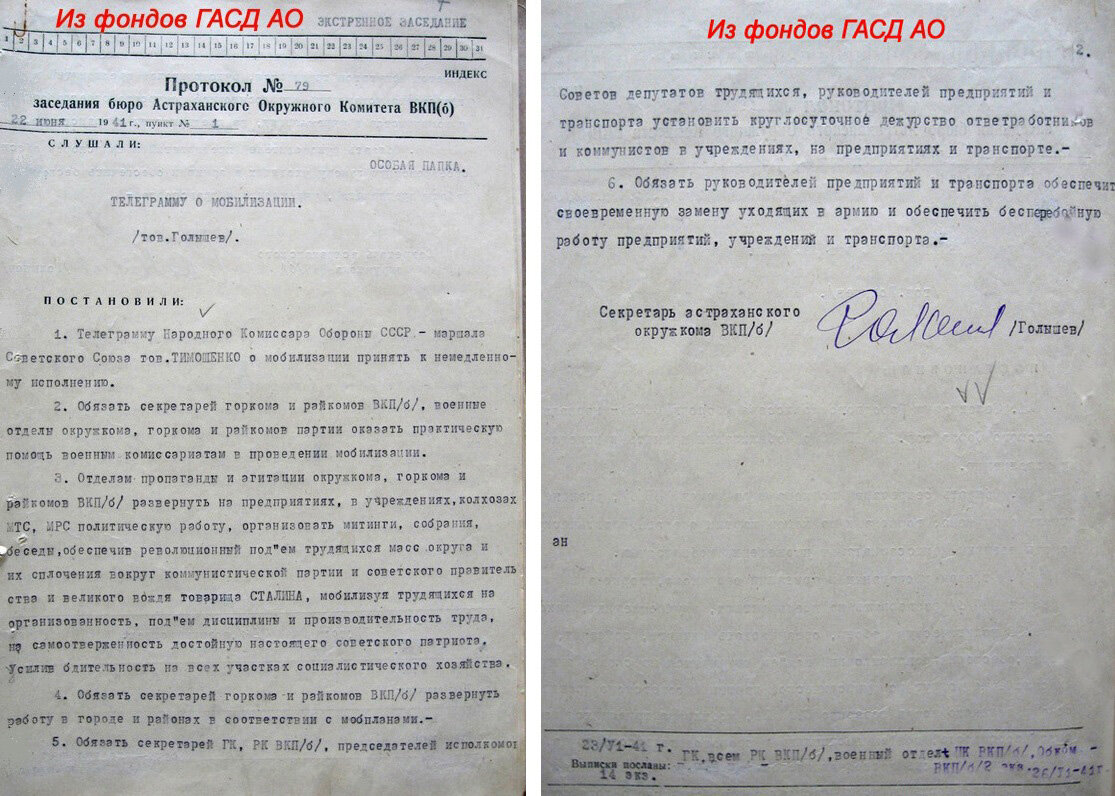 Из фондов ГАСД АО
ЭКСТРЕННОЕ ЗАСЕДАНИЕ
1 2 3 4 5 6 7 8 9 10 11 12 13 14 15 16 17 18 19 20 21 22 23 24 25 26 27 28 29 30 31
ИНДЕКС
Протокол № 79
заседания бюро Астраханского Окружного Комитета ВКП(б)
22 июня 1941 г., пункт № 1
СЛУШАЛИ:
ОСОБАЯ ПАПКА.
ТЕЛЕГРАММУ О МОБИЛИЗАЦИИ.
/тов.Голышев/.
ПОСТАНОВИЛИ:
1. Телеграмму Народного Комиссара Обороны СССР - маршала
Советского Союза тов.ТИМОШЕНКО о мобилизации принять к немедленно-
му исполнению.
2. Обязать секретарей горкома и райкомов ВКП/б/, военные
отделы окружкома, горкома и райкомов партии оказать практическую
помощь военным комиссариатам в проведении мобилизации.
3. Отделам пропаганды и агитации окружкома, горкома и
райкомов ВКП/б/ развернуть на предприятиях, в учреждениях,колхозах
МТС, МРС политическую работу, организовать митинги, собрания,
беседы,обеспечив революционный под"ем трудящихся масс округа и
их сплочения вокруг коммунистической партии и советского правитель
ства и великого вождя товарища СТАЛИНА, мобилизуя трудящихся на
организованность, под"ем дисциплины и производительность труда,
на самоотверженность достойную настоящего советского патриота.
Усилив бдительность на всех участках социалистического хозяйства.
4. Обязать секретарей горкома и райкомов ВКП/б/ развернуть
работу в городе и районах в соответствии с мобпланами.-
5. Обязать секретарей ГК, РК ВКП/б/, председателей исполкомов
Из фондов ГАСД АО
2.
Советов депутатов трудящихся, руководителей предприятий и
транспорта установить круглосуточное дежурство ответработников
и коммунистов в учреждениях, на предприятиях и транспорте.-
6. Обязать руководителей предприятий и транспорта обеспечит
своевременную замену уходящих в армию и обеспечить бесперебойную
работу предприятий, учреждений и транспорта.-
Секретарь астраханского
окружкома ВКП/б/ /Голышев/
ан
23/У1-41 г. ГК,всем РК ВКП/б/,военный отдел ЦК ВКП/б/,Обком -
Выписки посланы: ВКП/б/2 экз.26/У1-41г
14 экз.